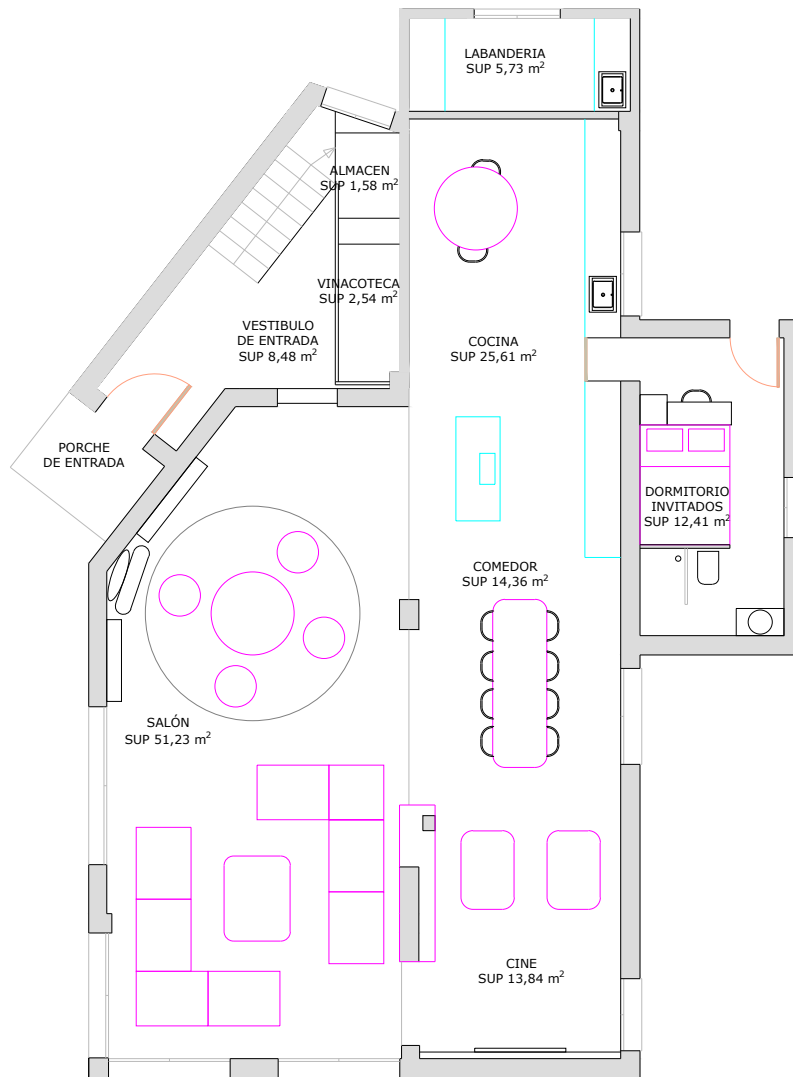 LABANDERIA
SUP 5,73 m²
ALMACEN
SUP 1,58 m²
VINACOTECA
SUP 2,54 m²
VESTIBULO
DE ENTRADA
SUP 8,48 m²
COCINA
SUP 25,61 m²
PORCHE
DE ENTRADA
DORMITORIO
INVITADOS
SUP 12,41 m²
COMEDOR
SUP 14,36 m²
SALÓN
SUP 51,23 m²
CINE
SUP 13,84 m²